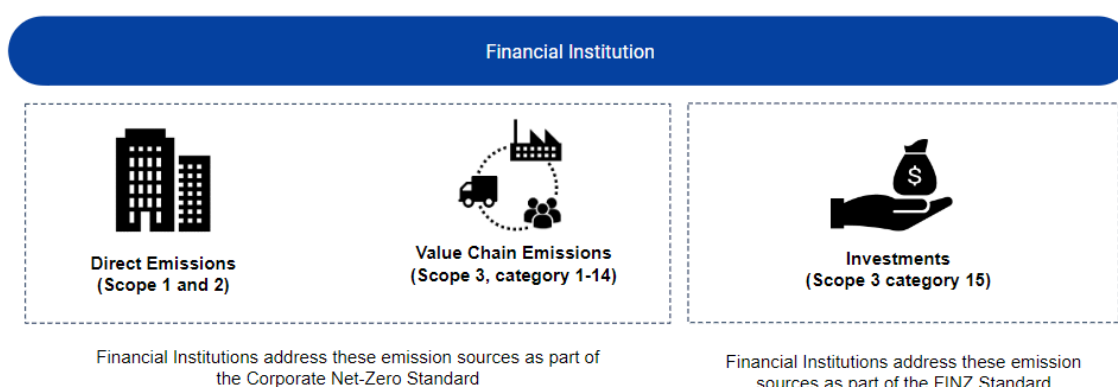 Financial Institution
Direct Emissions
(Scope 1 and 2)
Value Chain Emissions
(Scope 3, category 1-14)
$
Investments
(Scope 3 category 15)
Financial Institutions address these emission sources as part of
the Corporate Net-Zero Standard
Financial Institutions address these emission
sources as part of the FINZ Standard